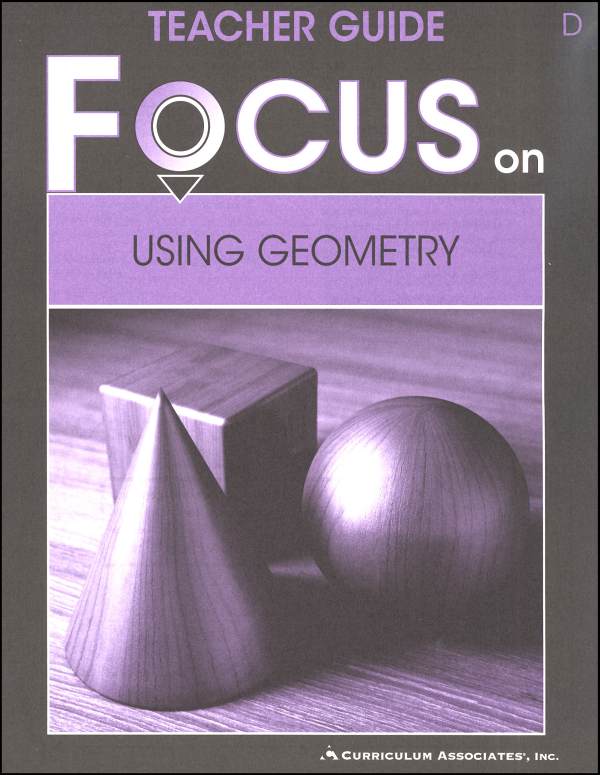 TEACHER GUIDE
D
FOCUS on
USING GEOMETRY
CURRICULUM ASSOCIATES®, INC.